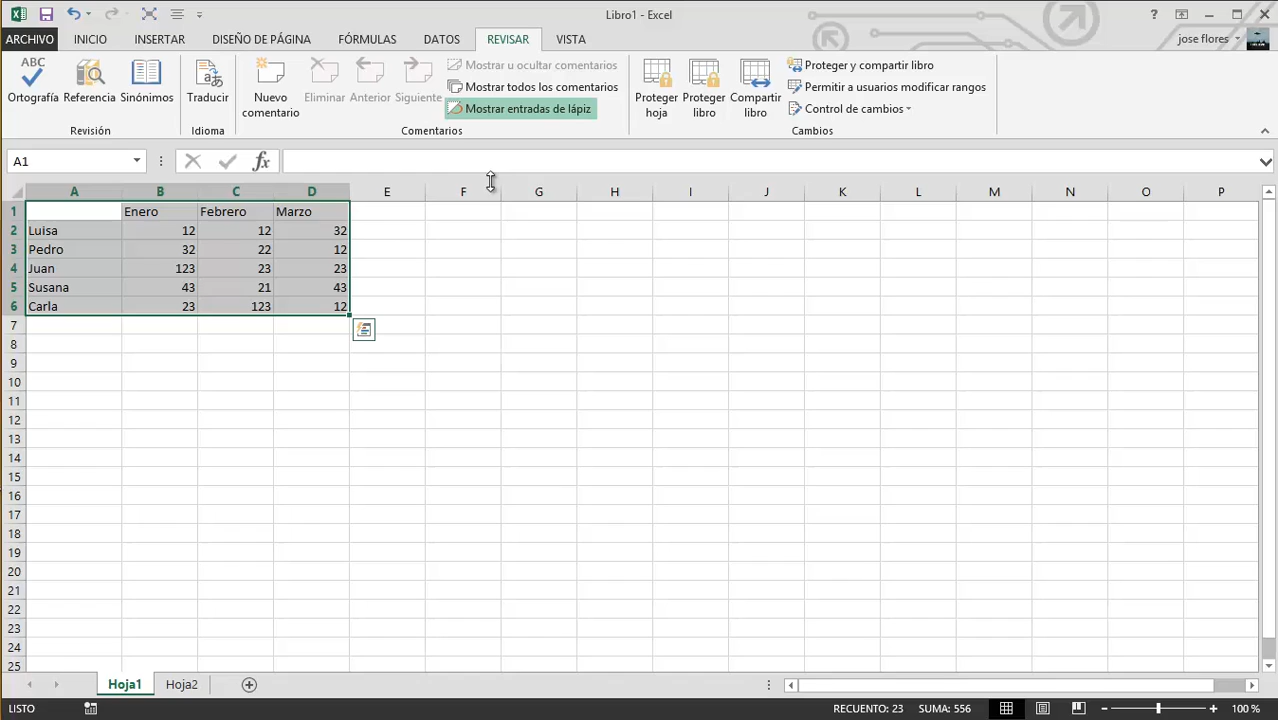 Libro1 - Excel
ARCHIVO INICIO INSERTAR DISEÑO DE PÁGINA FÓRMULAS DATOS REVISAR VISTA jose flores
ABC
Ortografía Referencia Sinónimos
Revisión
Traducir
Idioma
Nuevo comentario
Eliminar Anterior Siguiente
Mostrar u ocultar comentarios
Mostrar todos los comentarios
Mostrar entradas de lápiz
Comentarios
Proteger hoja
Proteger libro
Compartir libro
Proteger y compartir libro
Permitir a usuarios modificar rangos
Control de cambios
Cambios
A1 fx
A B C D E F G H I J K L M N O P
1 Enero Febrero Marzo
2 Luisa 12 12 32
3 Pedro 32 22 12
4 Juan 123 23 23
5 Susana 43 21 43
6 Carla 23 123 12
7
8
9
10
11
12
13
14
15
16
17
18
19
20
21
22
23
24
25
Hoja1 Hoja2
LISTO RECUENTO: 23 SUMA: 556 100 %